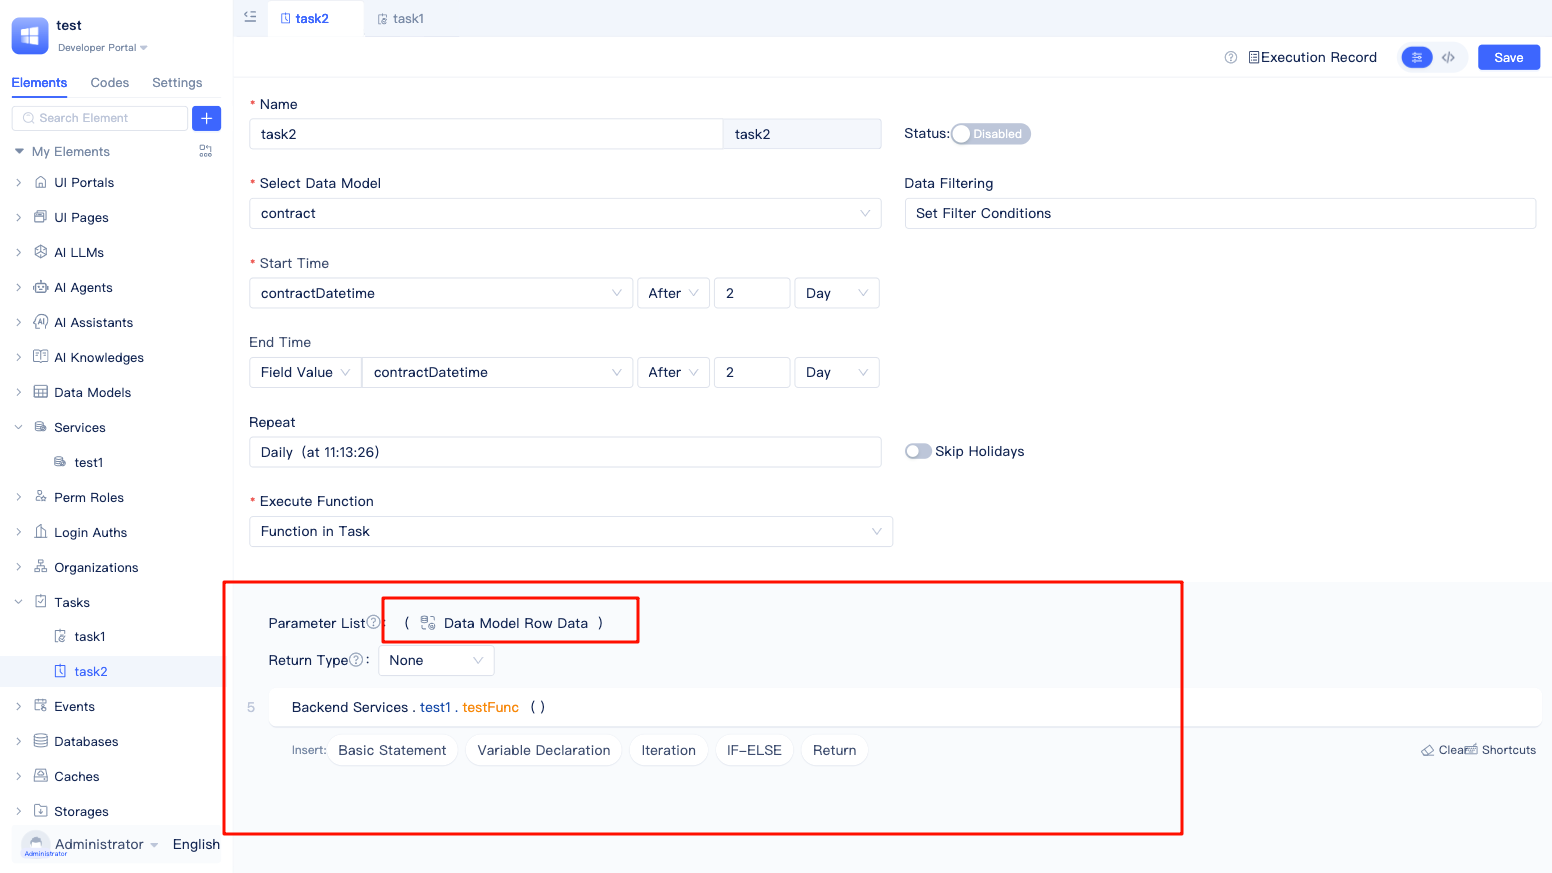 test
Developer Portal
Elements Codes Settings
Search Element
My Elements
UI Portals
UI Pages
AI LLMs
AI Agents
AI Assistants
AI Knowledges
Data Models
Services
test1
Perm Roles
Login Auths
Organizations
Tasks
task1
task2
Events
Databases
Caches
Storages
Administrator
Administrator
English
task2 task1
Execution Record
Save
* Name
task2 task2
Status: Disabled
* Select Data Model
contract
Data Filtering
Set Filter Conditions
* Start Time
contractDatetime After 2 Day
End Time
Field Value contractDatetime After 2 Day
Repeat
Daily (at 11:13:26)
Skip Holidays
* Execute Function
Function in Task
Parameter List : ( Data Model Row Data )
Return Type : None
5 Backend Services . test1 . testFunc ( )
Insert: Basic Statement Variable Declaration Iteration IF-ELSE Return
Clear Shortcuts